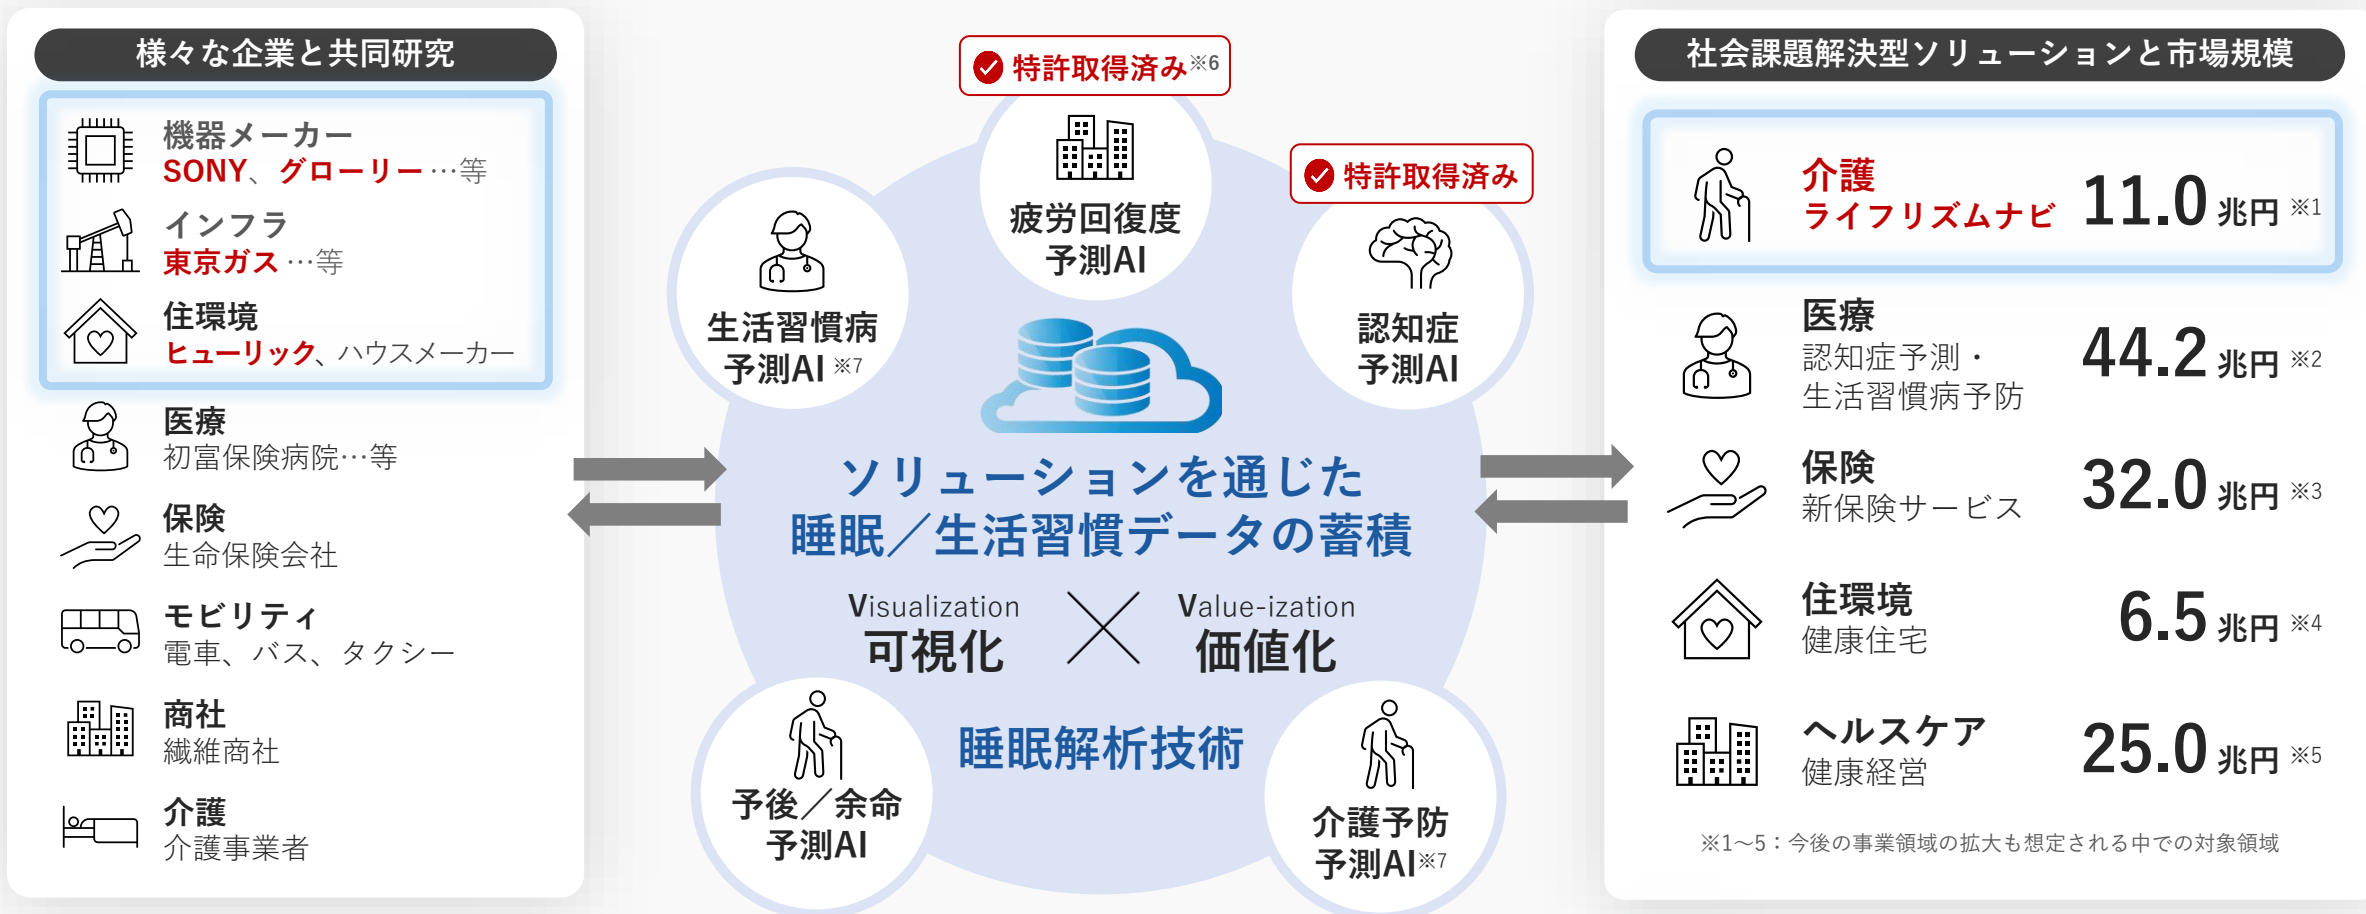 様々な企業と共同研究
機器メーカー
SONY、グローリー…等
インフラ
東京ガス…等
住環境
ヒューリック、ハウスメーカー
医療
初富保険病院…等
保険
生命保険会社
モビリティ
電車、バス、タクシー
商社
繊維商社
介護
介護事業者
特許取得済み※6
疲労回復度
予測AI
特許取得済み
認知症
予測AI
生活習慣病
予測AI※7
ソリューションを通じた
睡眠／生活習慣データの蓄積
Visualization
可視化
Value-ization
価値化
睡眠解析技術
予後／余命
予測AI
介護予防
予測AI※7
社会課題解決型ソリューションと市場規模
介護
ライフリズムナビ 11.0兆円※1
医療
認知症予測・
生活習慣病予防
44.2兆円※2
保険
新保険サービス
32.0兆円※3
住環境
健康住宅
6.5兆円※4
ヘルスケア
健康経営
25.0兆円※5
※1～5：今後の事業領域の拡大も想定される中での対象領域